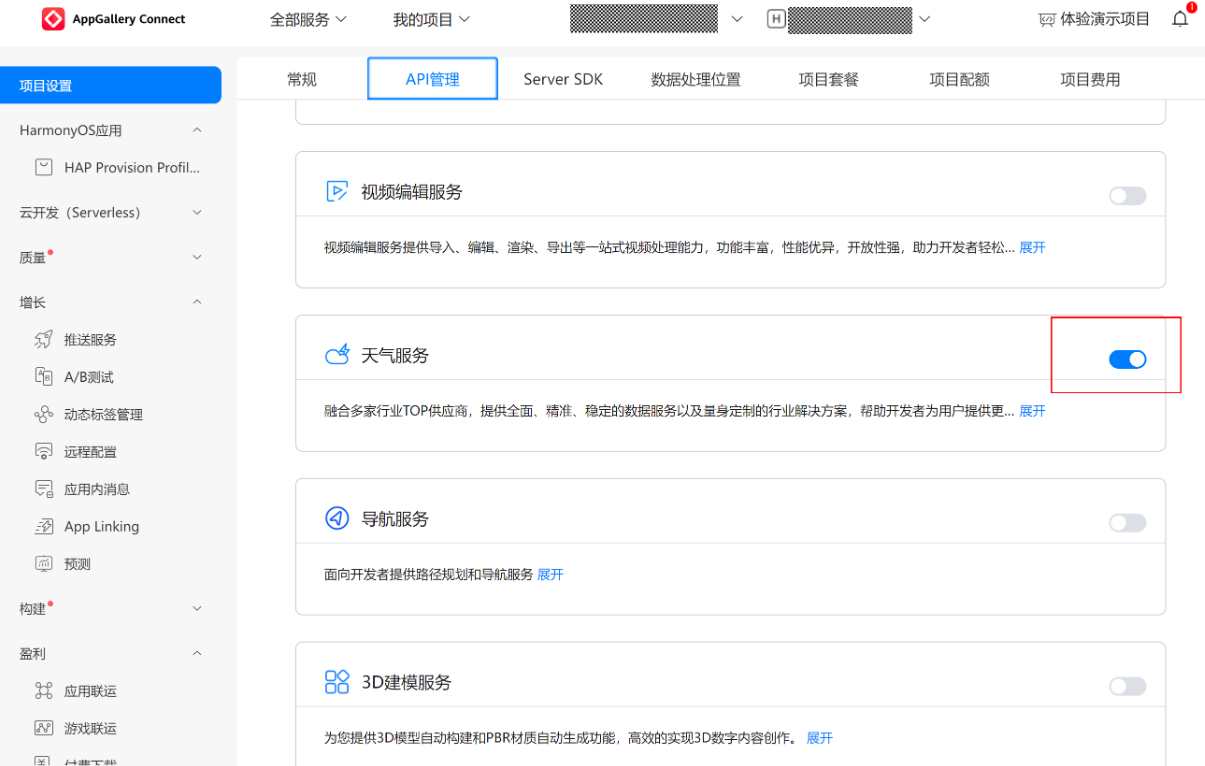 AppGallery Connect
全部服务
我的项目
H
体验演示项目
1
项目设置
HarmonyOS应用
HAP Provision Profil...
云开发（Serverless）
质量
增长
推送服务
A/B测试
动态标签管理
远程配置
应用内消息
App Linking
预测
构建
盈利
应用联运
游戏联运
付费下载
常规
API管理
Server SDK
数据处理位置
项目套餐
项目配额
项目费用
视频编辑服务
视频编辑服务提供导入、编辑、渲染、导出等一站式视频处理能力，功能丰富，性能优异，开放性强，助力开发者轻松... 展开
天气服务
融合多家行业TOP供应商，提供全面、精准、稳定的数据服务以及量身定制的行业解决方案，帮助开发者为用户提供更... 展开
导航服务
面向开发者提供路径规划和导航服务 展开
3D建模服务
为您提供3D模型自动构建和PBR材质自动生成功能，高效的实现3D数字内容创作。 展开